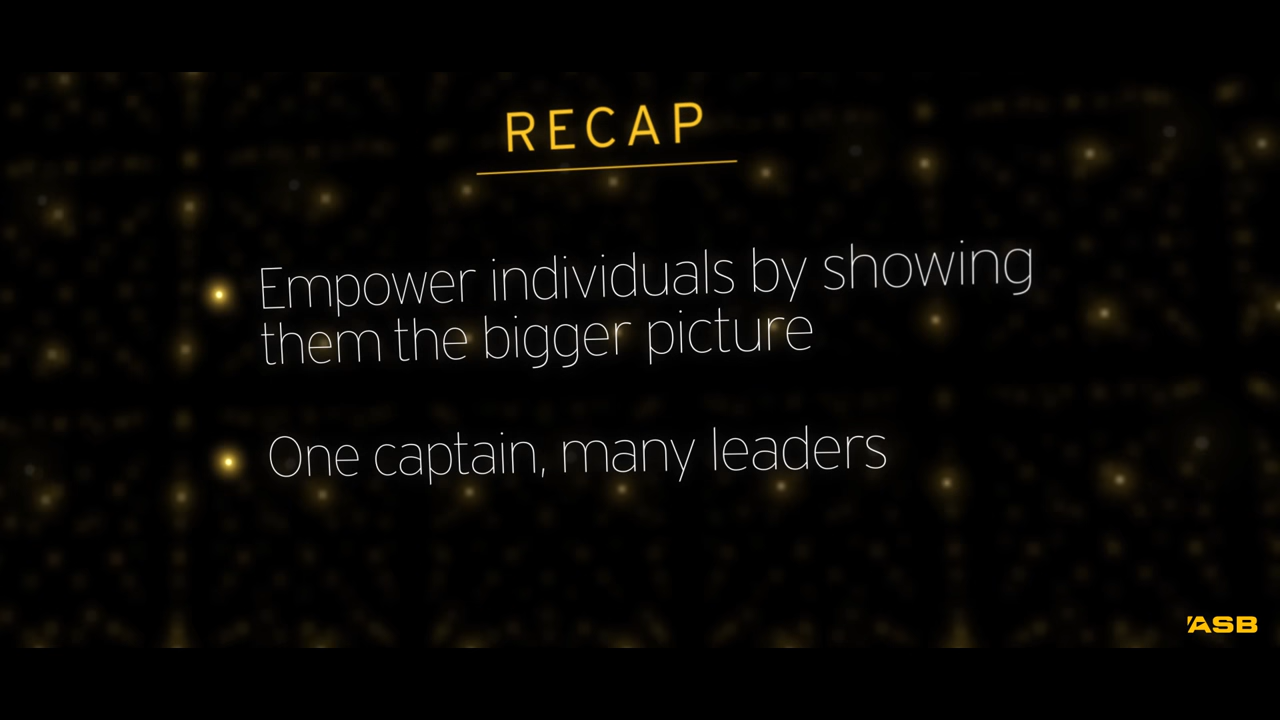 RECAP
Empower individuals by showing
them the bigger picture
One captain, many leaders
ASB